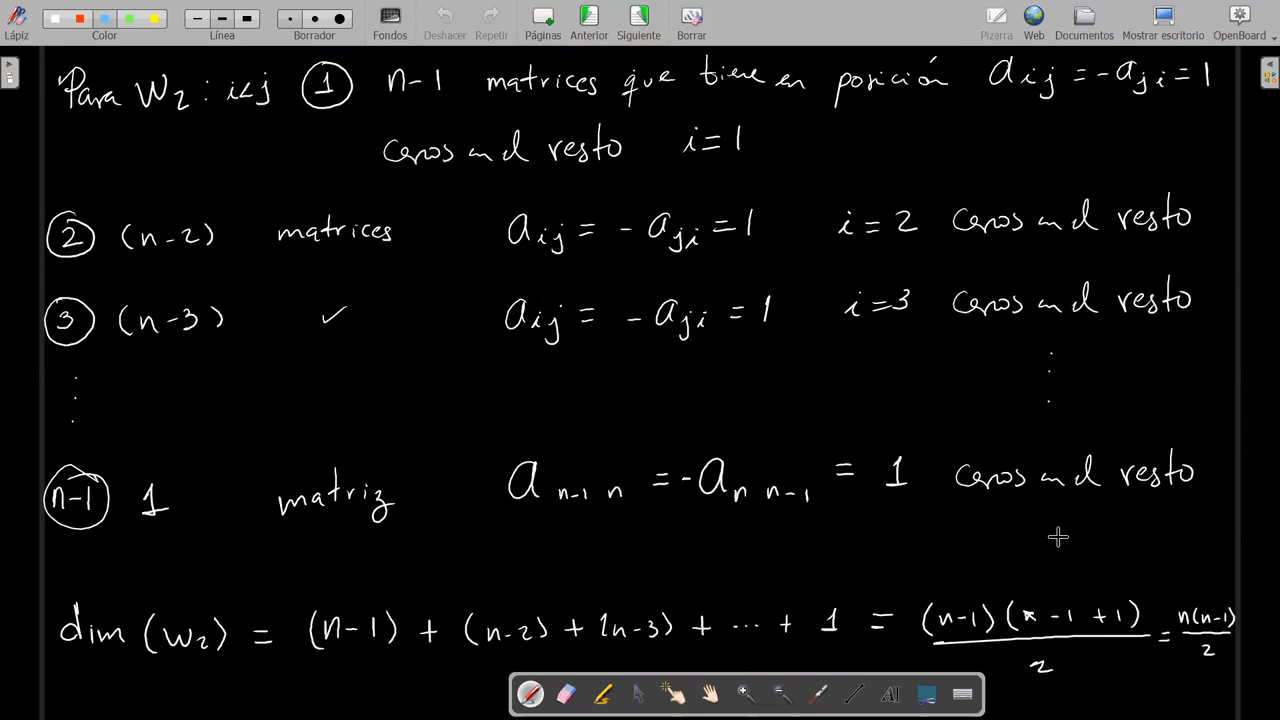 Lápiz Color Línea Borrador Fondos Deshacer Repetir Páginas Anterior Siguiente Borrar Pizarra Web Documentos Mostrar escritorio OpenBoard
Para W₂ : i<j ① n-1 matrices que tiene en posición aᵢⱼ = -aⱼᵢ = 1
ceros en el resto i=1
② (n-2) matrices aᵢⱼ = - aⱼᵢ = 1 i = 2 ceros en el resto
③ (n-3) ✓ aᵢⱼ = - aⱼᵢ = 1 i = 3 ceros en el resto
⋮ ⋮
(n-1) 1 matriz a n-1 n = -a n n-1 = 1 ceros en el resto
dim (W₂) = (n-1) + (n-2) + (n-3) + ... + 1 = (n-1)(n-1+1)/2 = n(n-1)/2
AI